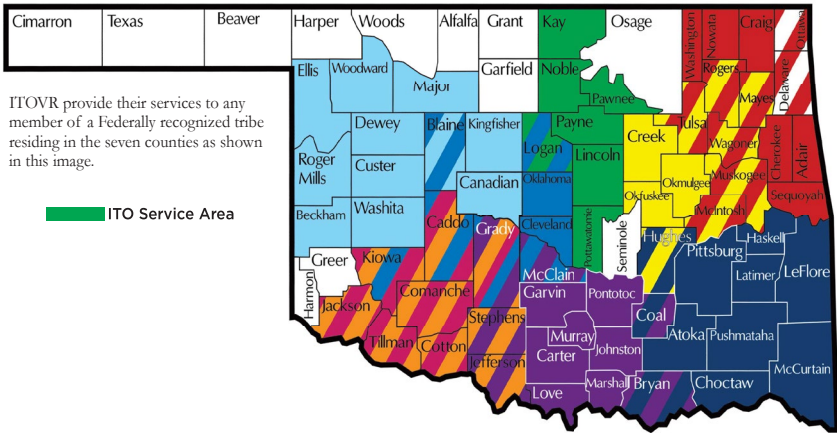 Cimarron
Texas
Beaver
Harper
Woods
Alfalfa
Grant
Kay
Osage
Washington
Nowata
Craig
Ottawa
Ellis
Woodward
Major
Garfield
Noble
Pawnee
Rogers
Mayes
Delaware
ITOVR provide their services to any
member of a Federally recognized tribe
residing in the seven counties as shown
in this image.
Dewey
Blaine
Kingfisher
Logan
Payne
Creek
Tulsa
Wagoner
Cherokee
Adair
Roger
Mills
Custer
Canadian
Oklahoma
Lincoln
Okmulgee
Muskogee
Okfuskee
Sequoyah
ITO Service Area
Beckham
Washita
Caddo
Grady
Cleveland
Pottawatomie
Seminole
Hughes
McIntosh
Pittsburg
Haskell
Greer
Kiowa
McClain
Latimer
LeFlore
Harmon
Jackson
Comanche
Stephens
Garvin
Pontotoc
Coal
Tillman
Cotton
Murray
Johnston
Atoka
Pushmataha
Jefferson
Carter
McCurtain
Love
Marshall
Bryan
Choctaw